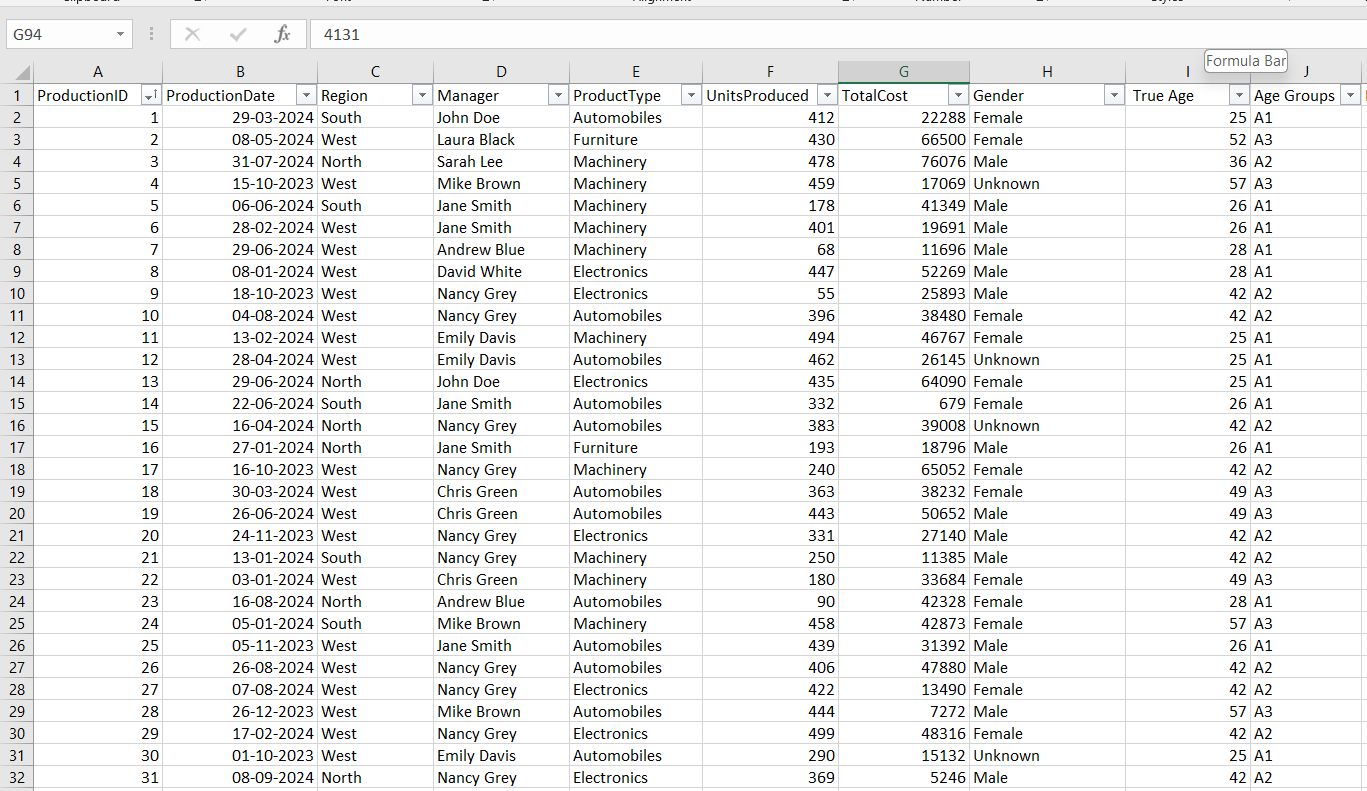 G94 fx 4131
Formula Bar
A B C D E F G H I J
1 ProductionID ProductionDate Region Manager ProductType UnitsProduced TotalCost Gender True Age Age Groups
2 1 29-03-2024 South John Doe Automobiles 412 22288 Female 25 A1
3 2 08-05-2024 West Laura Black Furniture 430 66500 Female 52 A3
4 3 31-07-2024 North Sarah Lee Machinery 478 76076 Male 36 A2
5 4 15-10-2023 West Mike Brown Machinery 459 17069 Unknown 57 A3
6 5 06-06-2024 South Jane Smith Machinery 178 41349 Male 26 A1
7 6 28-02-2024 West Jane Smith Machinery 401 19691 Male 26 A1
8 7 29-06-2024 West Andrew Blue Machinery 68 11696 Male 28 A1
9 8 08-01-2024 West David White Electronics 447 52269 Male 28 A1
10 9 18-10-2023 West Nancy Grey Electronics 55 25893 Male 42 A2
11 10 04-08-2024 West Nancy Grey Automobiles 396 38480 Female 42 A2
12 11 13-02-2024 West Emily Davis Machinery 494 46767 Female 25 A1
13 12 28-04-2024 West Emily Davis Automobiles 462 26145 Unknown 25 A1
14 13 29-06-2024 North John Doe Electronics 435 64090 Female 25 A1
15 14 22-06-2024 South Jane Smith Automobiles 332 679 Female 26 A1
16 15 16-04-2024 North Nancy Grey Automobiles 383 39008 Unknown 42 A2
17 16 27-01-2024 North Jane Smith Furniture 193 18796 Male 26 A1
18 17 16-10-2023 West Nancy Grey Machinery 240 65052 Female 42 A2
19 18 30-03-2024 West Chris Green Automobiles 363 38232 Female 49 A3
20 19 26-06-2024 West Chris Green Automobiles 443 50652 Male 49 A3
21 20 24-11-2023 West Nancy Grey Electronics 331 27140 Male 42 A2
22 21 13-01-2024 South Nancy Grey Machinery 250 11385 Male 42 A2
23 22 03-01-2024 West Chris Green Machinery 180 33684 Female 49 A3
24 23 16-08-2024 North Andrew Blue Automobiles 90 42328 Female 28 A1
25 24 05-01-2024 South Mike Brown Machinery 458 42873 Female 57 A3
26 25 05-11-2023 West Jane Smith Automobiles 439 31392 Male 26 A1
27 26 26-08-2024 West Nancy Grey Automobiles 406 47880 Male 42 A2
28 27 07-08-2024 West Nancy Grey Electronics 422 13490 Female 42 A2
29 28 26-12-2023 West Mike Brown Automobiles 444 7272 Male 57 A3
30 29 17-02-2024 West Nancy Grey Electronics 499 48316 Female 42 A2
31 30 01-10-2023 West Emily Davis Automobiles 290 15132 Unknown 25 A1
32 31 08-09-2024 North Nancy Grey Electronics 369 5246 Male 42 A2